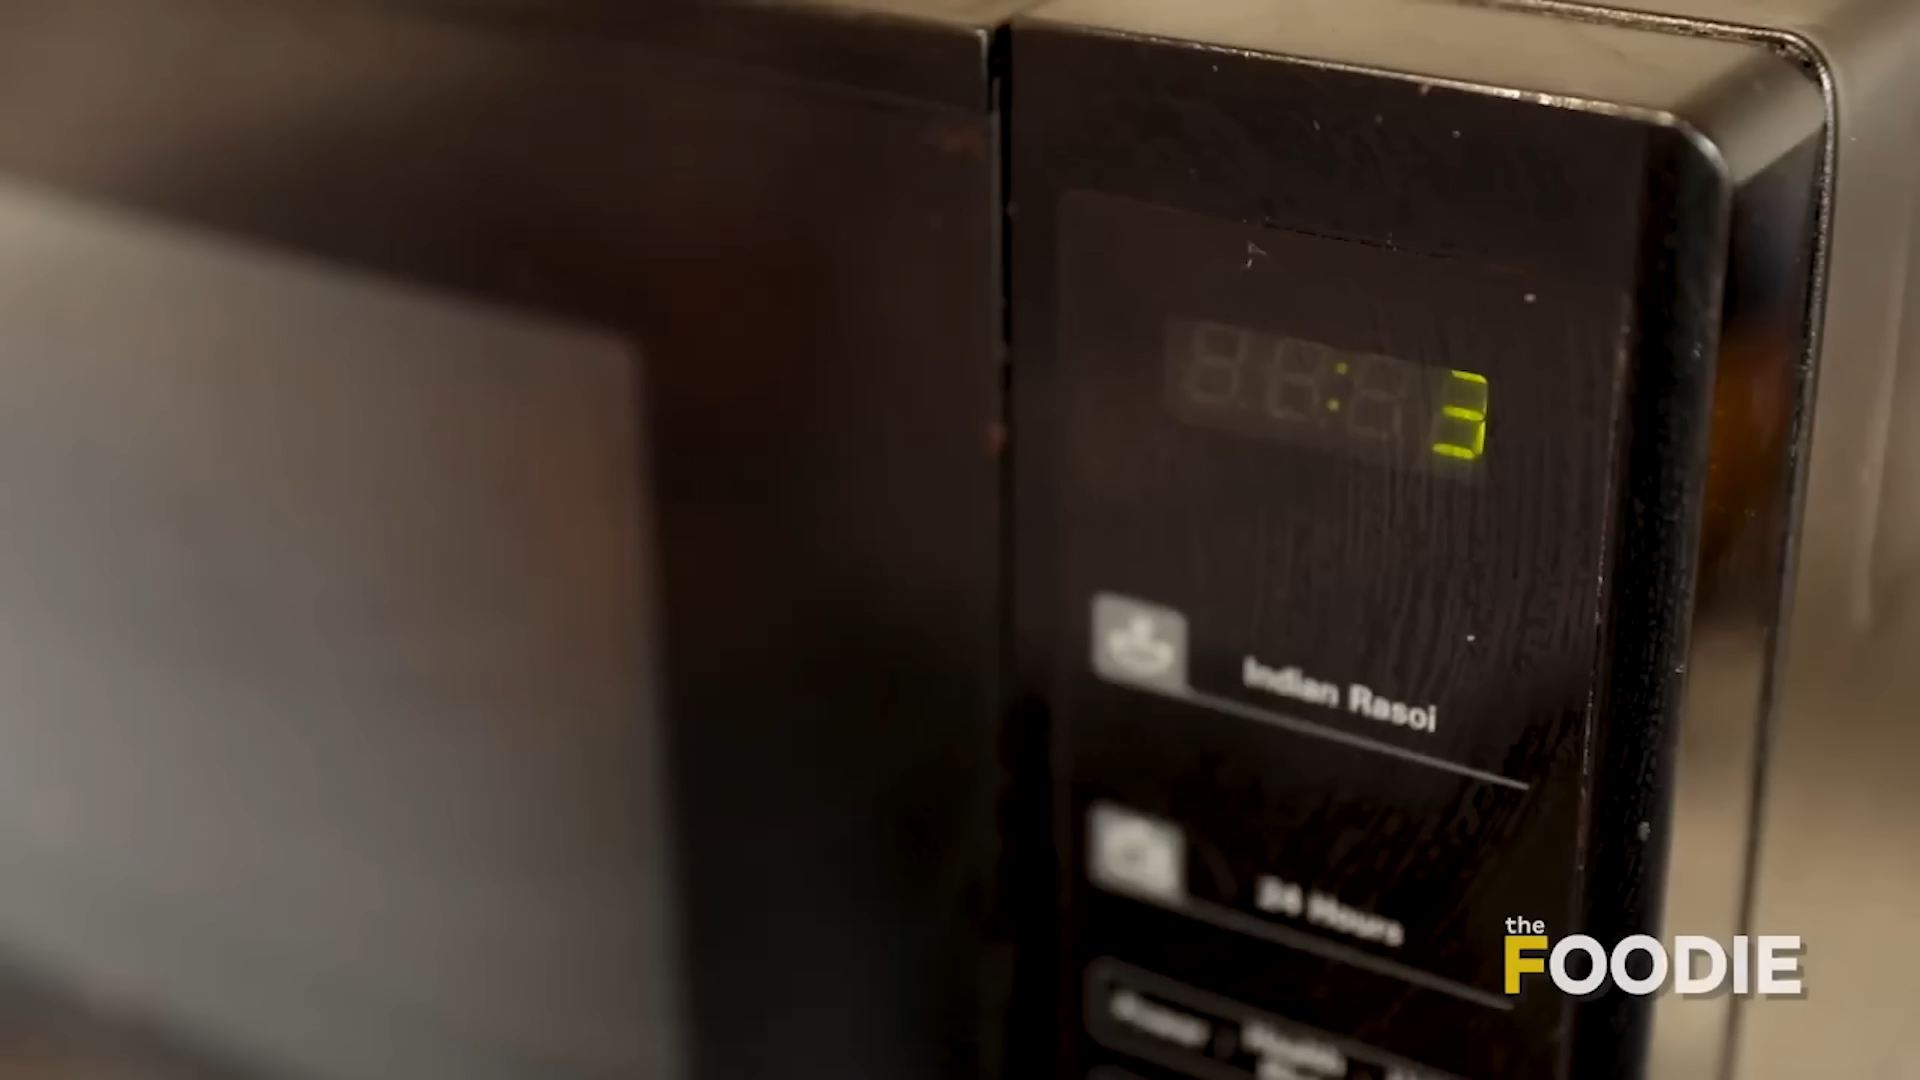 : 3
Indian Rasoi
24 Hours
the
FOODIE